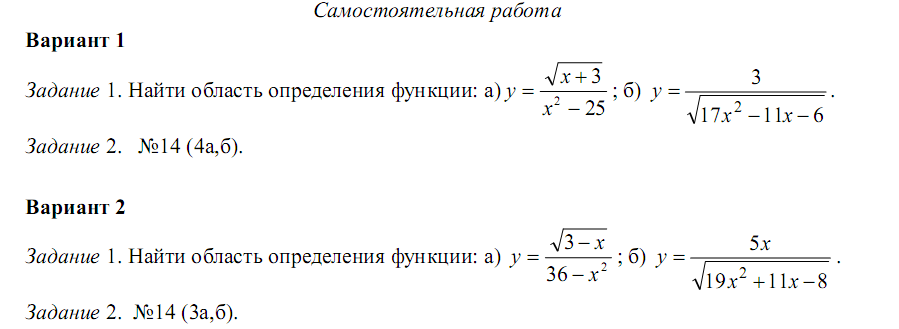 Самостоятельная работа
Вариант 1
Задание 1. Найти область определения функции: а) y = \frac{\sqrt{x+3}}{x^2-25}; б) y = \frac{3}{\sqrt{17x^2-11x-6}}.
Задание 2. №14 (4а,б).
Вариант 2
Задание 1. Найти область определения функции: а) y = \frac{\sqrt{3-x}}{36-x^2}; б) y = \frac{5x}{\sqrt{19x^2+11x-8}}.
Задание 2. №14 (3а,б).